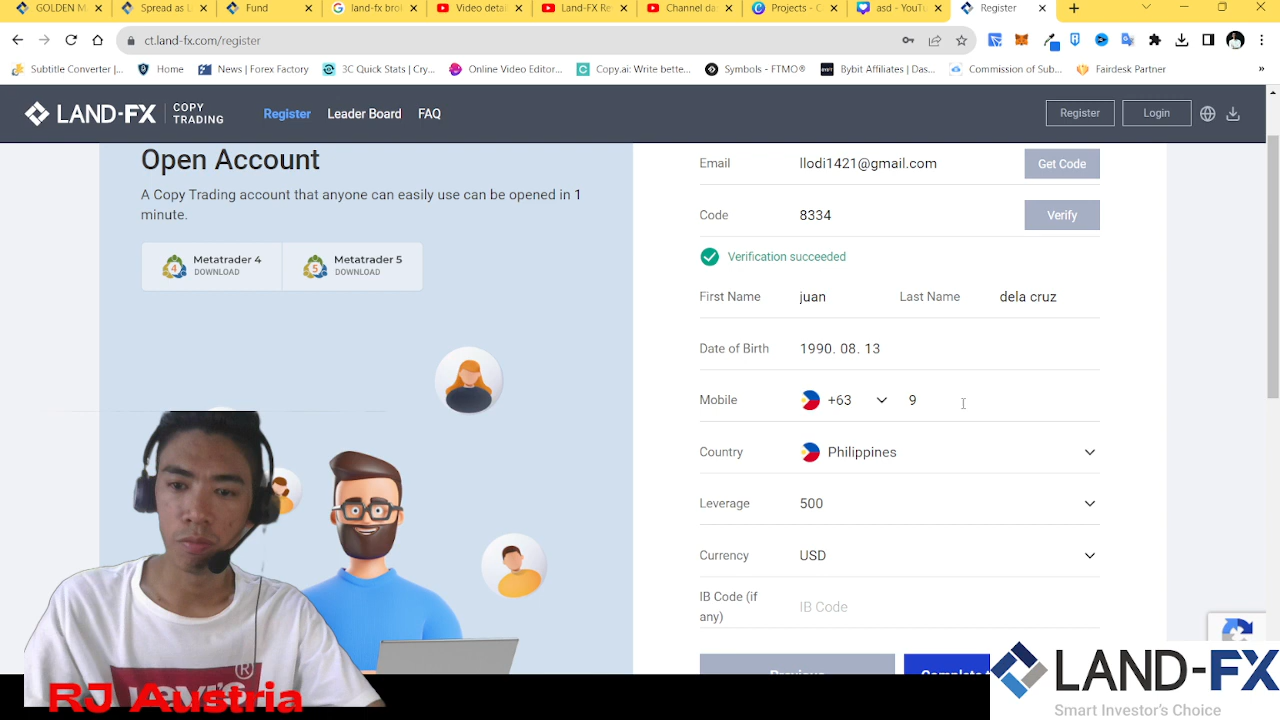 GOLDEN M
Spread as L
Fund
land-fx brok
Video detai
Land-FX Re
Channel da
Projects - C
asd - YouTu
Register
ct.land-fx.com/register
Subtitle Converter |...
Home
News | Forex Factory
3C Quick Stats | Cry...
Online Video Editor...
Copy.ai: Write bette...
Symbols - FTMO®
Bybit Affiliates | Das...
Commission of Sub...
Fairdesk Partner
»
LAND-FX
COPY
TRADING
Register
Leader Board
FAQ
Register
Login
Open Account
A Copy Trading account that anyone can easily use can be opened in 1
minute.
4
Metatrader 4
DOWNLOAD
5
Metatrader 5
DOWNLOAD
Email
llodi1421@gmail.com
Get Code
Code
8334
Verify
Verification succeeded
First Name
juan
Last Name
dela cruz
Date of Birth
1990. 08. 13
Mobile
+63
9
Country
Philippines
Leverage
500
Currency
USD
IB Code (if
any)
IB Code
RJ Austria
LAND-FX
Smart Investor's Choice